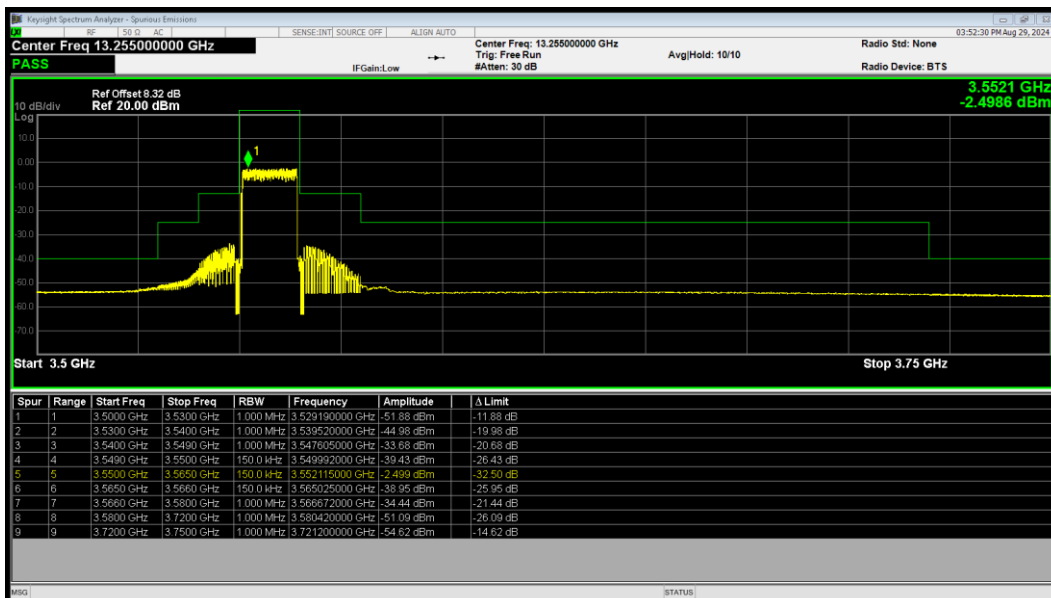 Keysight Spectrum Analyzer - Spurious Emissions
RF 50 Ω AC SENSE:INT SOURCE OFF ALIGN AUTO 03:52:30 PM Aug 29, 2024
Center Freq 13.255000000 GHz Center Freq: 13.255000000 GHz Radio Std: None
Trig: Free Run Avg|Hold: 10/10
PASS IFGain:Low #Atten: 30 dB Radio Device: BTS
Ref Offset 8.32 dB 3.5521 GHz
10 dB/div Ref 20.00 dBm -2.4986 dBm
Log
10.0
0.00
1
-10.0
-20.0
-30.0
-40.0
-50.0
-60.0
-70.0
Start 3.5 GHz Stop 3.75 GHz
Spur Range Start Freq Stop Freq RBW Frequency Amplitude Δ Limit
1 1 3.5000 GHz 3.5300 GHz 1.000 MHz 3.529190000 GHz -51.88 dBm -11.88 dB
2 2 3.5300 GHz 3.5400 GHz 1.000 MHz 3.539520000 GHz -44.98 dBm -19.98 dB
3 3 3.5400 GHz 3.5490 GHz 1.000 MHz 3.547605000 GHz -33.68 dBm -20.68 dB
4 4 3.5490 GHz 3.5500 GHz 150.0 kHz 3.549992000 GHz -39.43 dBm -26.43 dB
5 5 3.5500 GHz 3.5650 GHz 150.0 kHz 3.552115000 GHz -2.499 dBm -32.50 dB
6 6 3.5650 GHz 3.5660 GHz 150.0 kHz 3.565025000 GHz -38.95 dBm -25.95 dB
7 7 3.5660 GHz 3.5800 GHz 1.000 MHz 3.566672000 GHz -34.44 dBm -21.44 dB
8 8 3.5800 GHz 3.7200 GHz 1.000 MHz 3.580420000 GHz -51.09 dBm -26.09 dB
9 9 3.7200 GHz 3.7500 GHz 1.000 MHz 3.721200000 GHz -54.62 dBm -14.62 dB
MSG STATUS